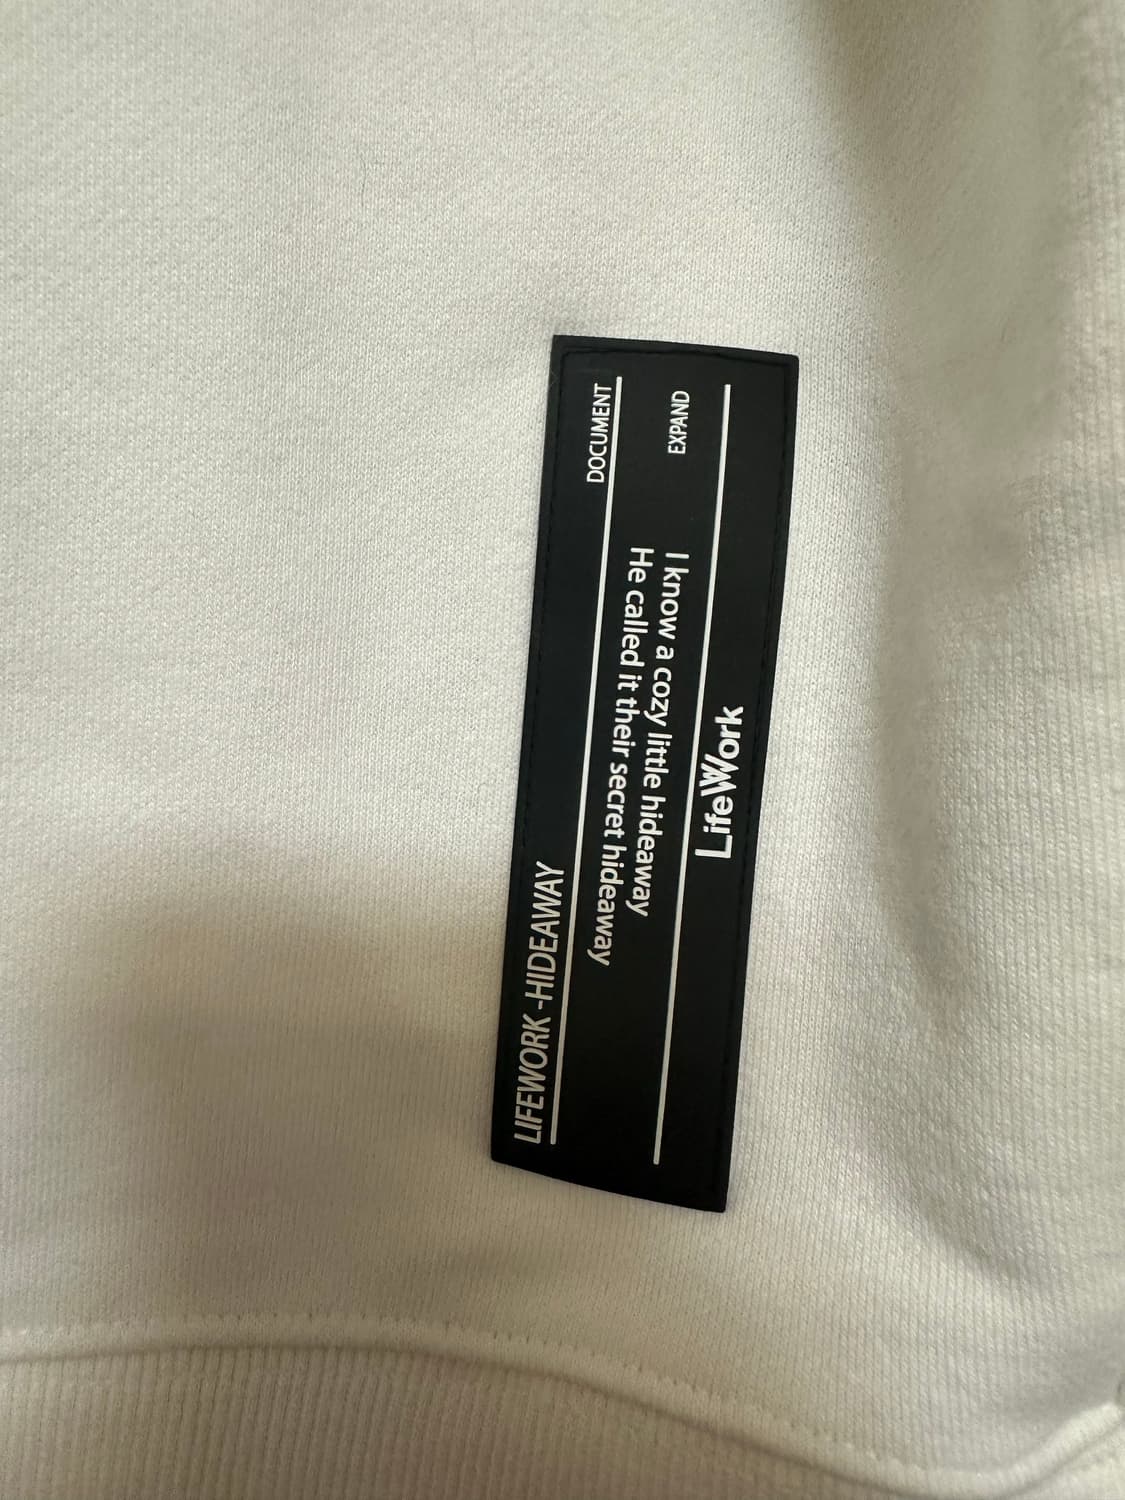 LIFEWORK -HIDEAWAY
DOCUMENT
I know a cozy little hideaway
He called it their secret hideaway
EXPAND
LifeWork